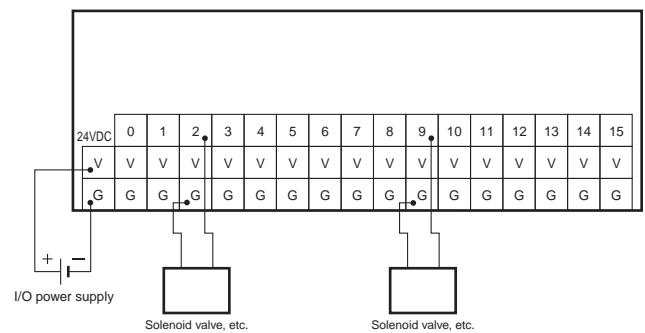 24VDC 0 1 2 3 4 5 6 7 8 9 10 11 12 13 14 15
V V V V V V V V V V V V V V V V V
G G G G G G G G G G G G G G G G G
+ −
I/O power supply
Solenoid valve, etc. Solenoid valve, etc.